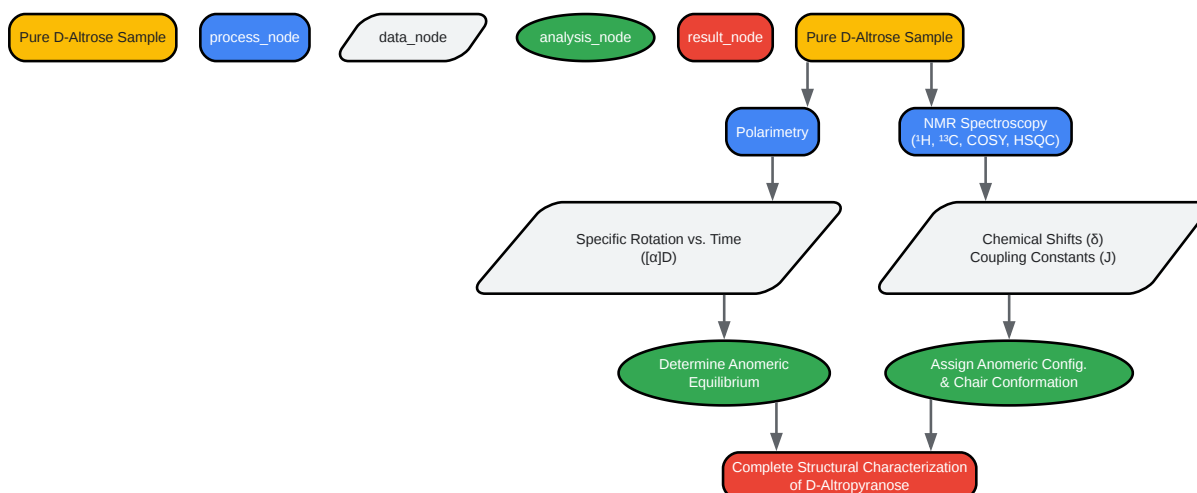 Pure D-Altrose Sample
process_node
data_node
analysis_node
result_node
Pure D-Altrose Sample
Polarimetry
NMR Spectroscopy
(¹H, ¹³C, COSY, HSQC)
Specific Rotation vs. Time
([α]D)
Chemical Shifts (δ)
Coupling Constants (J)
Determine Anomeric
Equilibrium
Assign Anomeric Config.
& Chair Conformation
Complete Structural Characterization
of D-Altropyranose